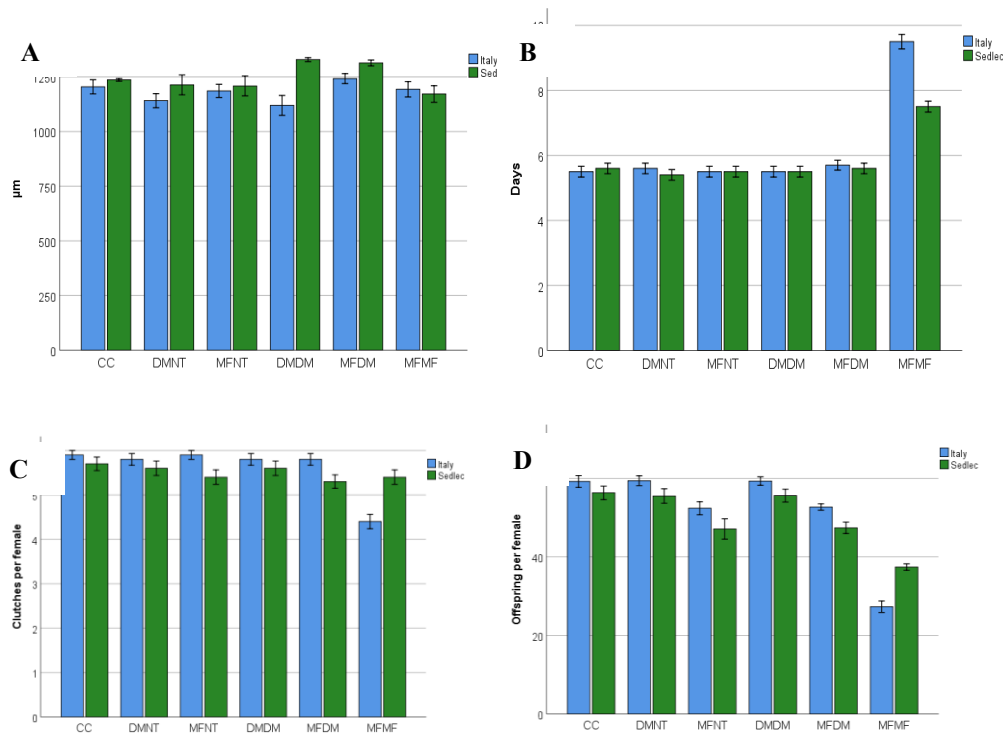 A
Italy
Sed
1250
1000
750
500
250
0
µm
CC DMNT MFNT DMDM MFDM MFMF
B
Italy
Sedlec
10
8
6
4
2
0
Days
CC DMNT MFNT DMDM MFDM MFMF
C
Italy
Sedlec
5
4
3
2
1
0
Clutches per female
CC DMNT MFNT DMDM MFDM MFMF
D
Italy
Sedlec
40
20
0
Offspring per female
CC DMNT MFNT DMDM MFDM MFMF